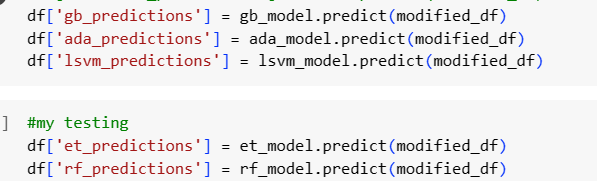 df['gb_predictions'] = gb_model.predict(modified_df)
df['ada_predictions'] = ada_model.predict(modified_df)
df['lsvm_predictions'] = lsvm_model.predict(modified_df)
]
#my testing
df['et_predictions'] = et_model.predict(modified_df)
df['rf_predictions'] = rf_model.predict(modified_df)